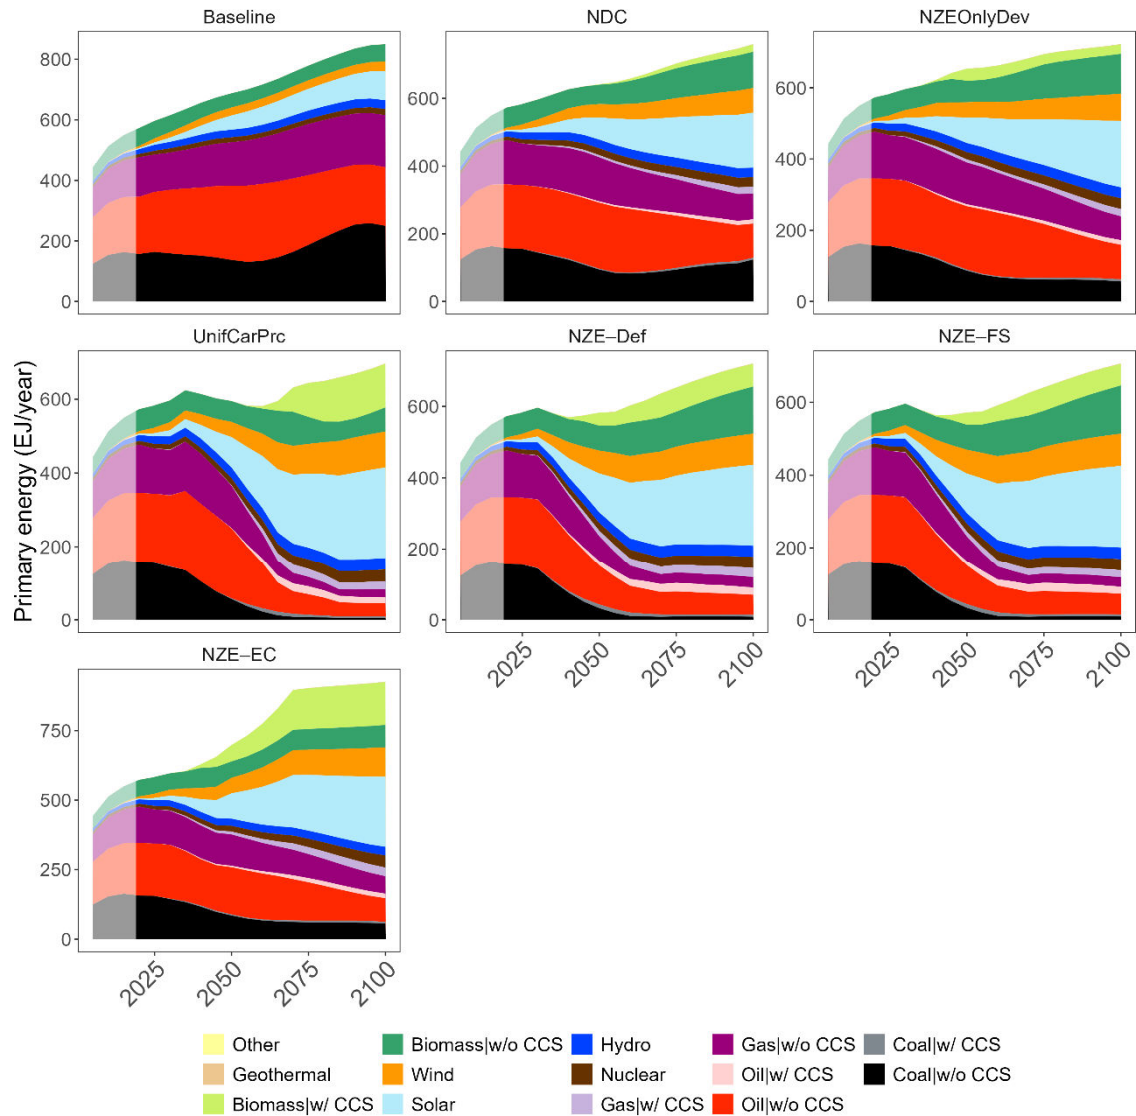 Baseline
NDC
NZEOnlyDev
800
600
400
200
0
600
400
200
0
600
400
200
0
UnifCarPrc
NZE–Def
NZE–FS
Primary energy (EJ/year)
600
400
200
0
600
400
200
0
600
400
200
0
2025
2050
2075
2100
2025
2050
2075
2100
NZE–EC
750
500
250
0
2025
2050
2075
2100
Other
Biomass|w/o CCS
Hydro
Gas|w/o CCS
Coal|w/ CCS
Geothermal
Wind
Nuclear
Oil|w/ CCS
Coal|w/o CCS
Biomass|w/ CCS
Solar
Gas|w/ CCS
Oil|w/o CCS